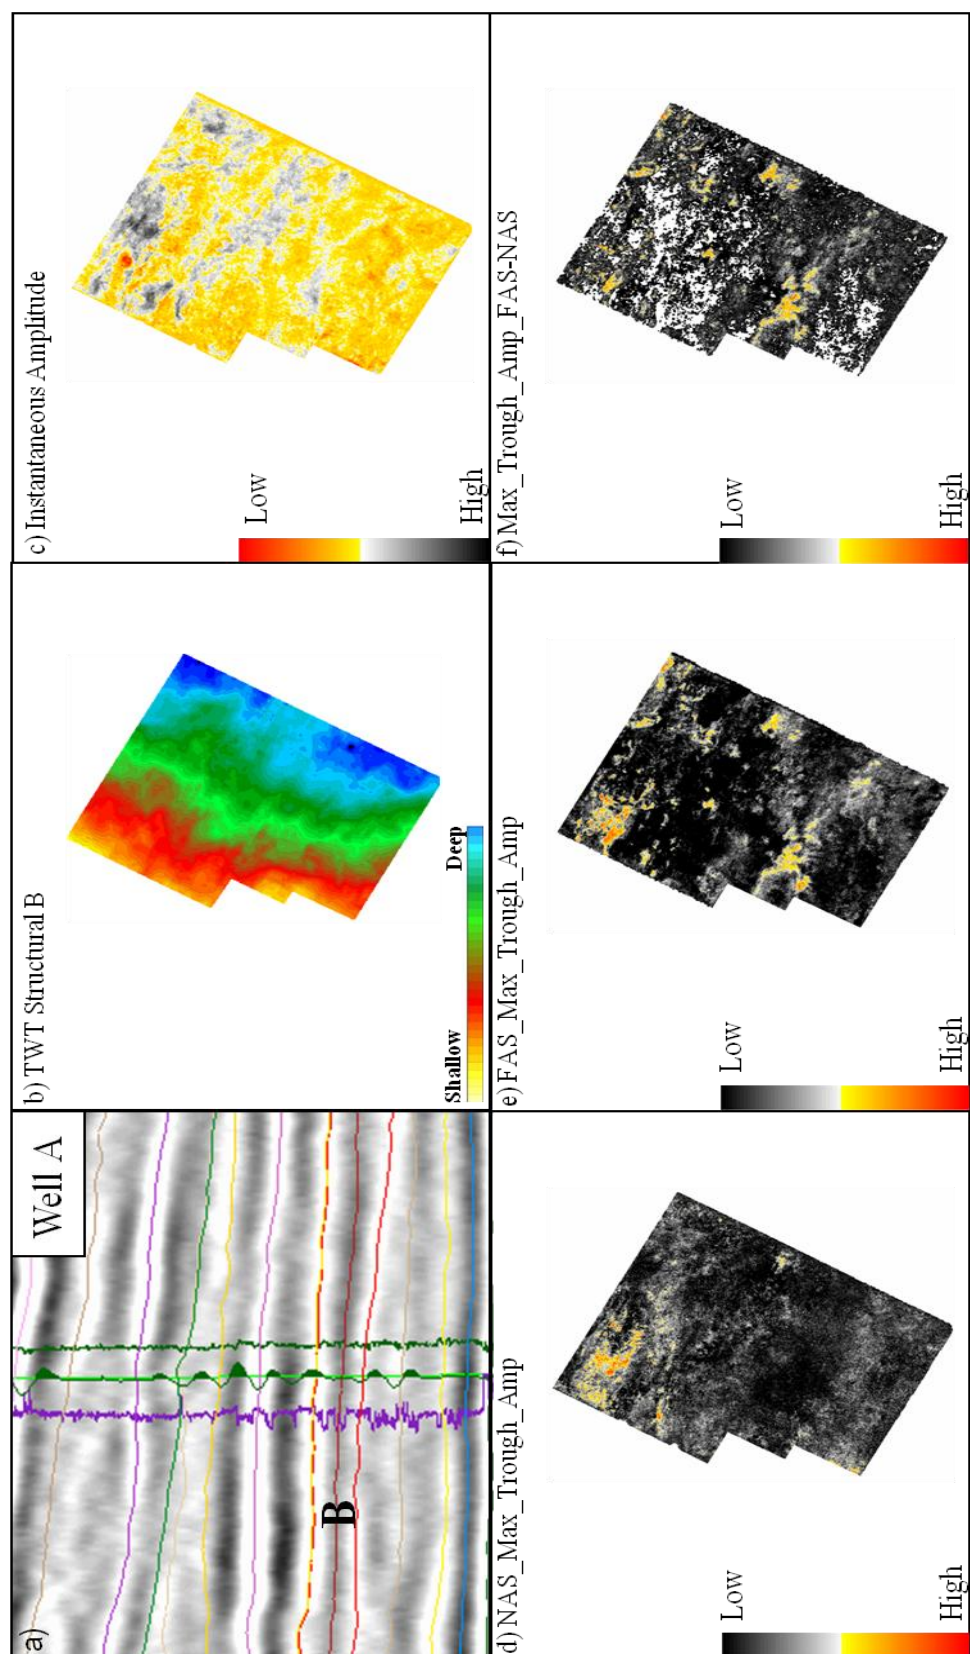 a)
Well A
B
b) TWT Structural B
Shallow
Deep
c) Instantaneous Amplitude
Low
High
d) NAS_Max_Trough_Amp
Low
High
e) FAS_Max_Trough_Amp
Low
High
f) Max_Trough_Amp_FAS-NAS
Low
High